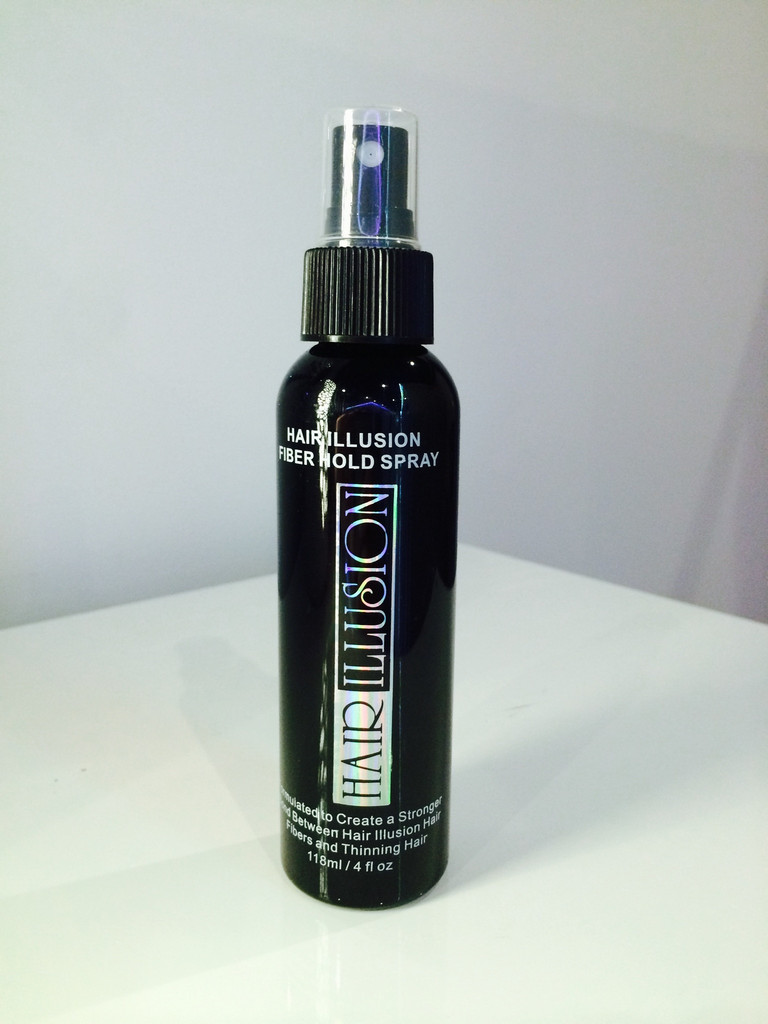 HAIR ILLUSION
FIBER HOLD SPRAY
HAIR ILLUSION
to Create a Stronger
Between Hair Illusion Hair
Fibers and Thinning Hair
118ml / 4 fl oz